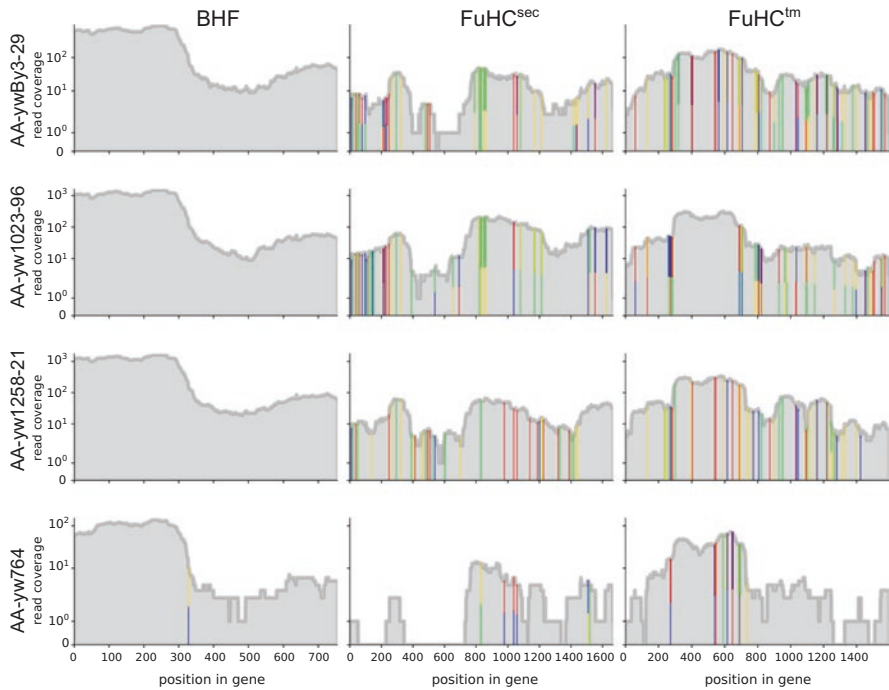 BHF FuHCsec FuHCtm
AA-ywBy3-29
read coverage
10²
10¹
10⁰
0
AA-yw1023-96
read coverage
10³
10²
10¹
10⁰
0
AA-yw1258-21
read coverage
10³
10²
10¹
10⁰
0
AA-yw764
read coverage
10²
10¹
10⁰
0
0 100 200 300 400 500 600 700 0 200 400 600 800 1000 1200 1400 1600 0 200 400 600 800 1000 1200 1400
position in gene position in gene position in gene